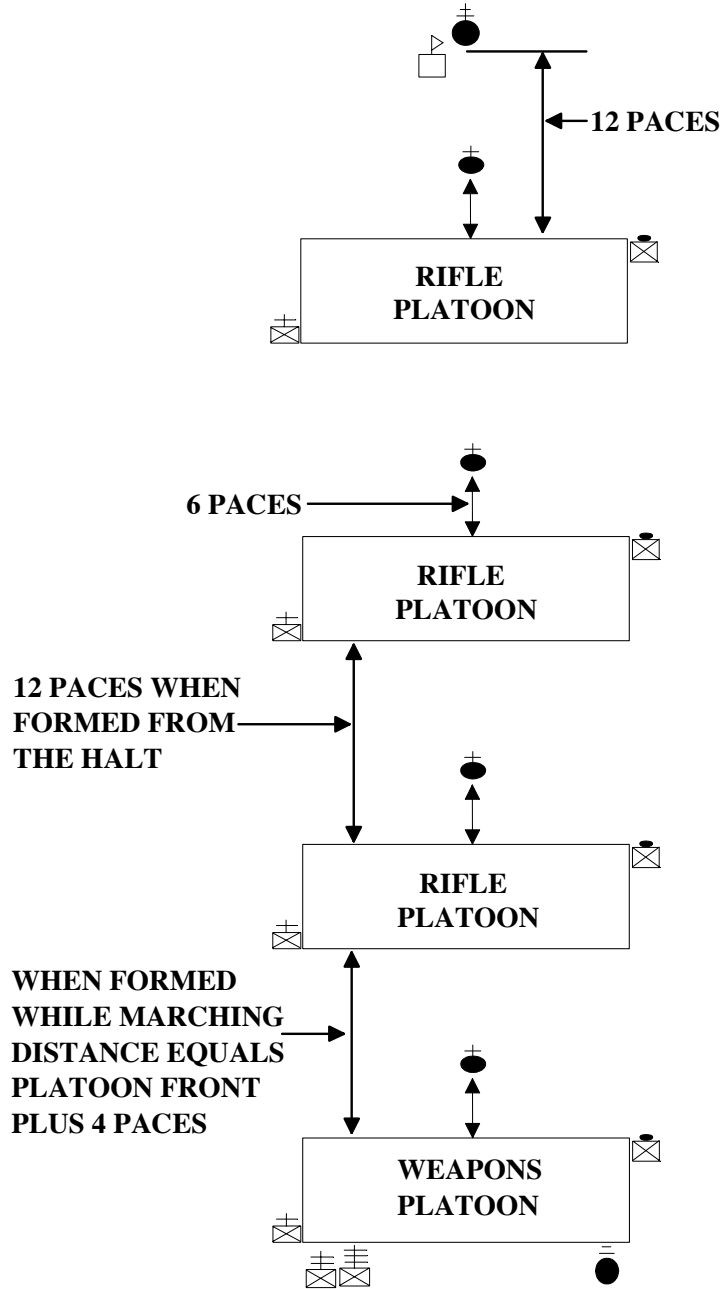 12 PACES
RIFLE
PLATOON
6 PACES
RIFLE
PLATOON
12 PACES WHEN
FORMED FROM
THE HALT
RIFLE
PLATOON
WHEN FORMED
WHILE MARCHING
DISTANCE EQUALS
PLATOON FRONT
PLUS 4 PACES
WEAPONS
PLATOON